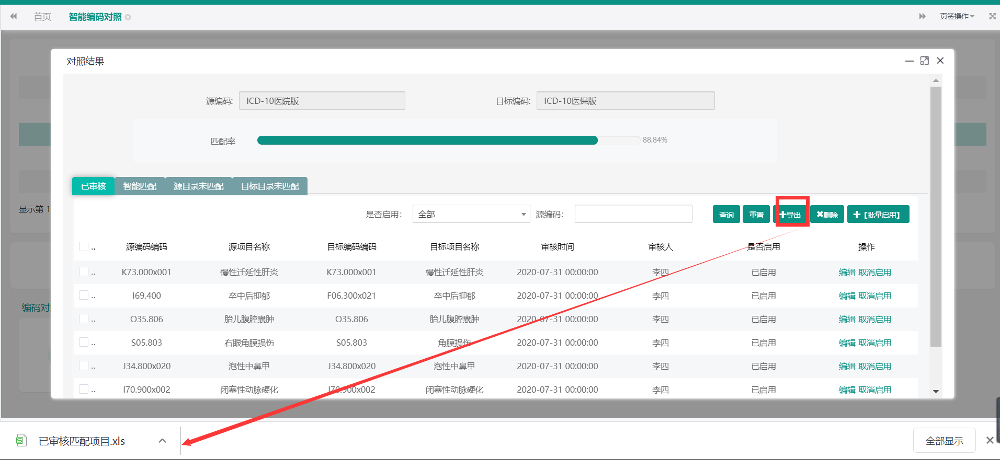 首页 智能编码对照 页签操作
对照结果
源编码: ICD-10医院版 目标编码: ICD-10医保版
匹配率 88.84%
已审核 智能匹配 源目录未匹配 目标目录未匹配
显示第 1
是否启用: 全部 源编码: 查询 重置 导出 删除 【批量启用】
.. 源编码编码 源项目名称 目标编码编码 目标项目名称 审核时间 审核人 是否启用 操作
.. K73.000x001 慢性迁延性肝炎 K73.000x001 慢性迁延性肝炎 2020-07-31 00:00:00 李四 已启用 编辑 取消启用
.. I69.400 卒中后抑郁 F06.300x021 卒中后抑郁 2020-07-31 00:00:00 李四 已启用 编辑 取消启用
编码对
.. O35.806 胎儿腹腔囊肿 O35.806 胎儿腹腔囊肿 2020-07-31 00:00:00 李四 已启用 编辑 取消启用
.. S05.803 右眼角膜损伤 S05.803 角膜损伤 2020-07-31 00:00:00 李四 已启用 编辑 取消启用
.. J34.800x020 泡性中鼻甲 J34.800x020 泡性中鼻甲 2020-07-31 00:00:00 李四 已启用 编辑 取消启用
.. I70.900x002 闭塞性动脉硬化 I70.900x002 闭塞性动脉硬化 2020-07-31 00:00:00 李四 已启用 编辑 取消启用
已审核匹配项目.xls 全部显示